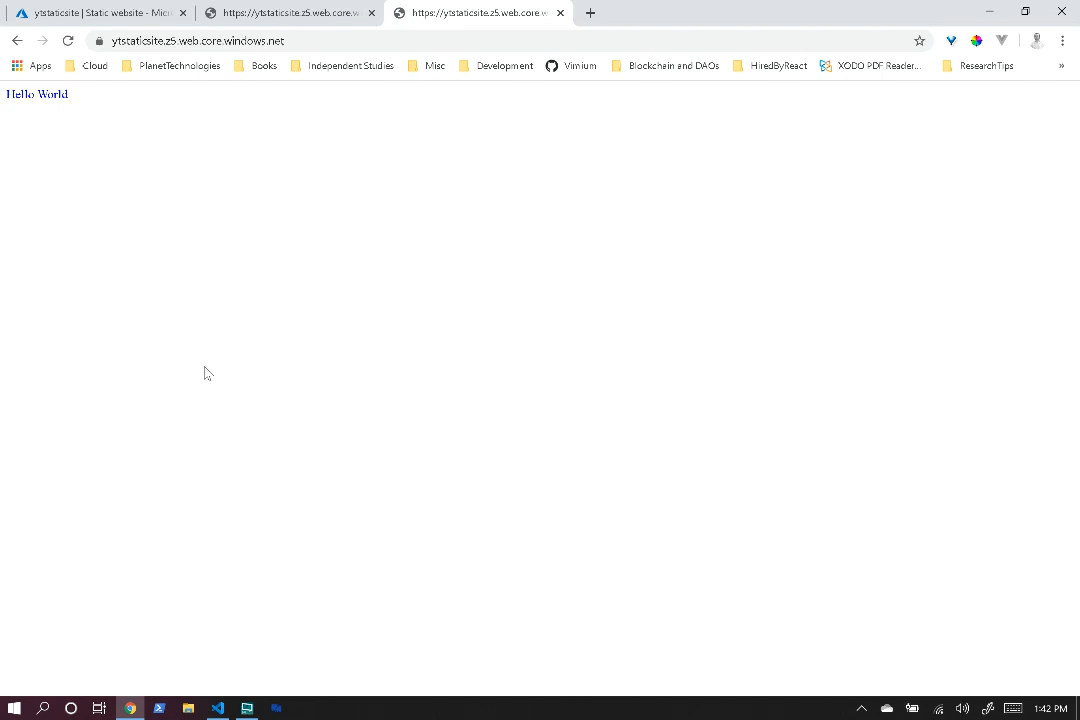 ytstaticsite | Static website - Micr
https://ytstaticsite.z5.web.core.w
https://ytstaticsite.z5.web.core.w
ytstaticsite.z5.web.core.windows.net
Apps Cloud PlanetTechnologies Books Independent Studies Misc Development Vimium Blockchain and DAOs HiredByReact XODO PDF Reader... ResearchTips »
Hello World
1:42 PM